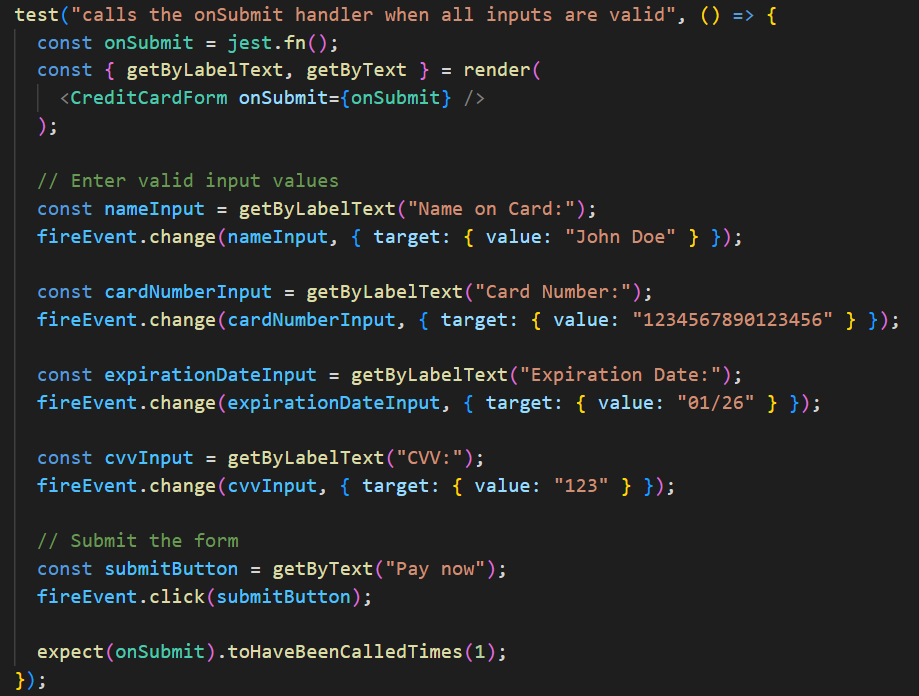 test("calls the onSubmit handler when all inputs are valid", () => {
  const onSubmit = jest.fn();
  const { getByLabelText, getByText } = render(
    <CreditCardForm onSubmit={onSubmit} />
  );

  // Enter valid input values
  const nameInput = getByLabelText("Name on Card:");
  fireEvent.change(nameInput, { target: { value: "John Doe" } });

  const cardNumberInput = getByLabelText("Card Number:");
  fireEvent.change(cardNumberInput, { target: { value: "1234567890123456" } });

  const expirationDateInput = getByLabelText("Expiration Date:");
  fireEvent.change(expirationDateInput, { target: { value: "01/26" } });

  const cvvInput = getByLabelText("CVV:");
  fireEvent.change(cvvInput, { target: { value: "123" } });

  // Submit the form
  const submitButton = getByText("Pay now");
  fireEvent.click(submitButton);

  expect(onSubmit).toHaveBeenCalledTimes(1);
});